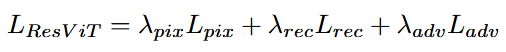 L_{ResViT} = λ_{pix}L_{pix} + λ_{rec}L_{rec} + λ_{adv}L_{adv}